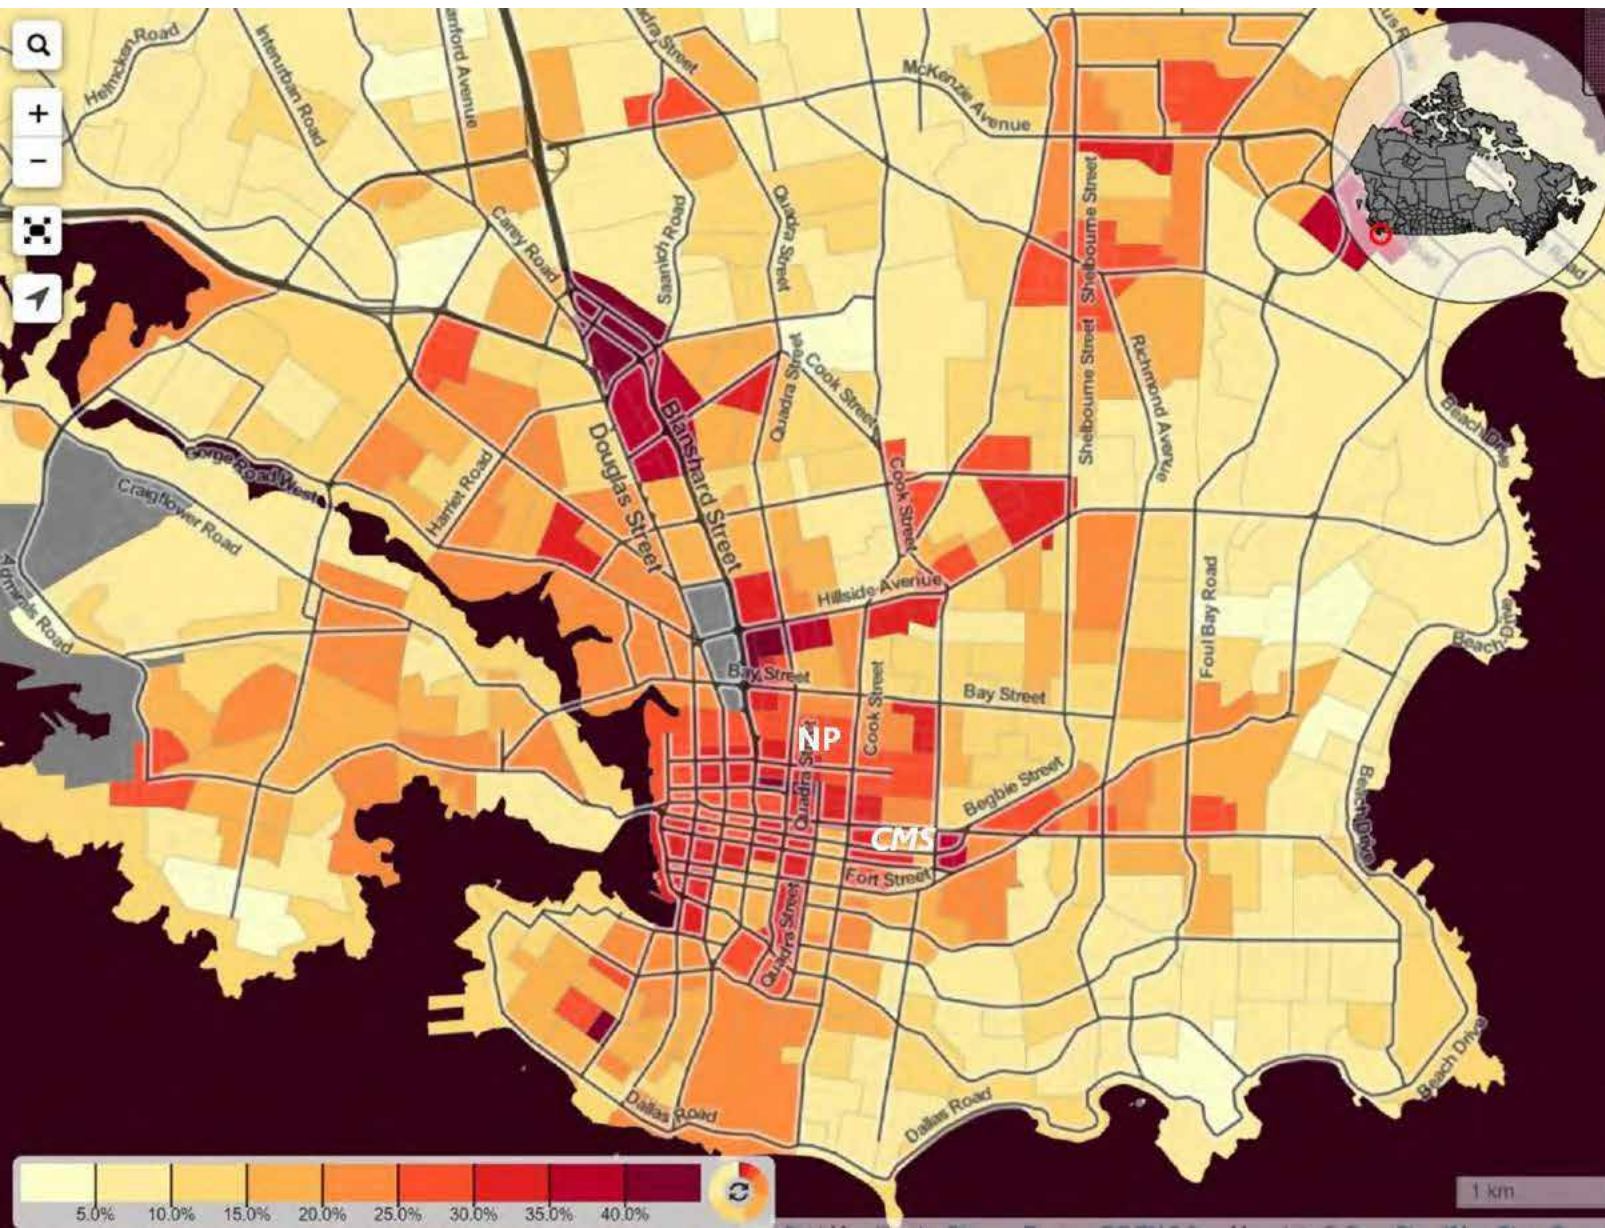 Helmcken Road
Interurban Road
Quadra Street
McKenzie Avenue
+
−
Carey Road
Saanich Road
Quadra Street
Shelbourne Street
Shelbourne Street
Richmond Avenue
Quadra Street
Cook Street
Beach Drive
Blanshard Street
Douglas Street
Harriet Road
Gorge Road West
Craigflower Road
Admirals Road
Cook Street
Hillside Avenue
Foul Bay Road
Beach Drive
Bay Street
Bay Street
Cook Street
NP
Quadra Street
Begbie Street
Beach Drive
CMS
Fort Street
Quadra Street
Beach Drive
Dallas Road
Dallas Road
5.0% 10.0% 15.0% 20.0% 25.0% 30.0% 35.0% 40.0%
1 km